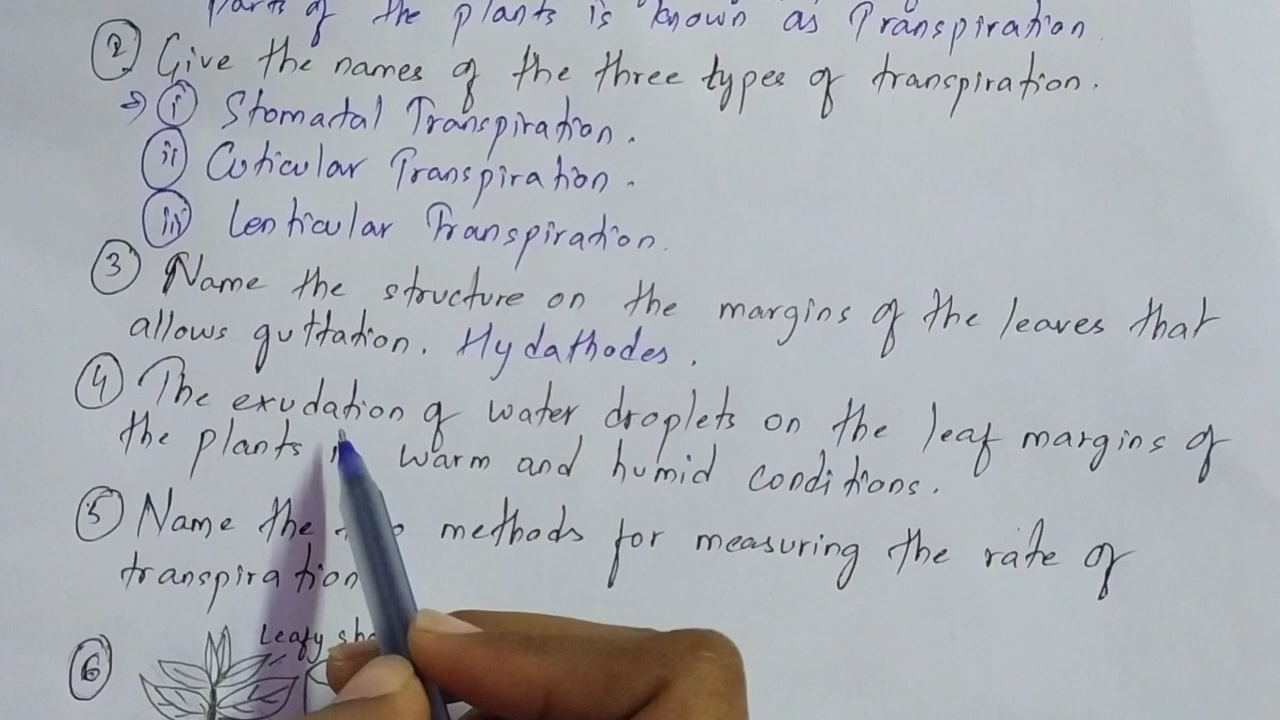 parts of the plants is known as Transpiration.
② Give the names of the three types of transpiration.
⇒ ⓘ Stomatal Transpiration.
ⅱ Cuticular Transpiration.
ⅲ Lenticular Transpiration.
③ Name the structure on the margins of the leaves that
allows guttation. Hydathodes.
④ The exudation of water droplets on the leaf margins of
the plants warm and humid conditions.
⑤ Name the methods for measuring the rate of
transpiration
⑥
Leafy